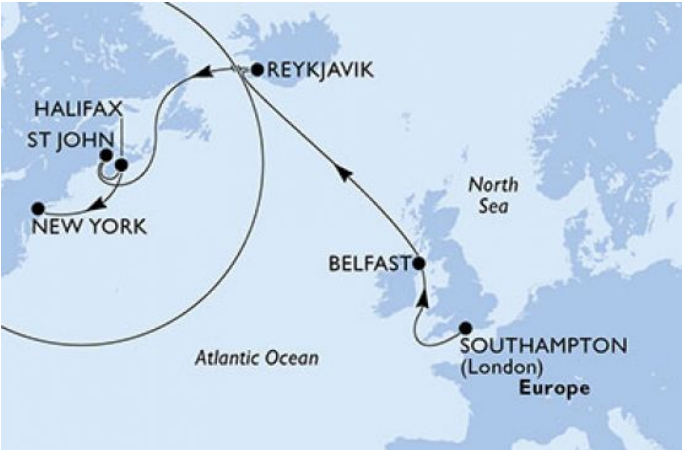 REYKJAVIK
HALIFAX
ST JOHN
NEW YORK
North
Sea
BELFAST
SOUTHAMPTON
(London)
Atlantic Ocean
Europe